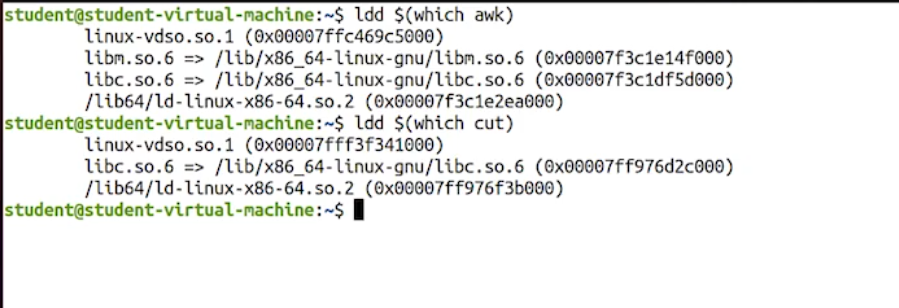 student@student-virtual-machine:~$ ldd $(which awk)
linux-vdso.so.1 (0x00007ffc469c5000)
libm.so.6 => /lib/x86_64-linux-gnu/libm.so.6 (0x00007f3c1e14f000)
libc.so.6 => /lib/x86_64-linux-gnu/libc.so.6 (0x00007f3c1df5d000)
/lib64/ld-linux-x86-64.so.2 (0x00007f3c1e2ea000)
student@student-virtual-machine:~$ ldd $(which cut)
linux-vdso.so.1 (0x00007fff3f341000)
libc.so.6 => /lib/x86_64-linux-gnu/libc.so.6 (0x00007ff976d2c000)
/lib64/ld-linux-x86-64.so.2 (0x00007ff976f3b000)
student@student-virtual-machine:~$